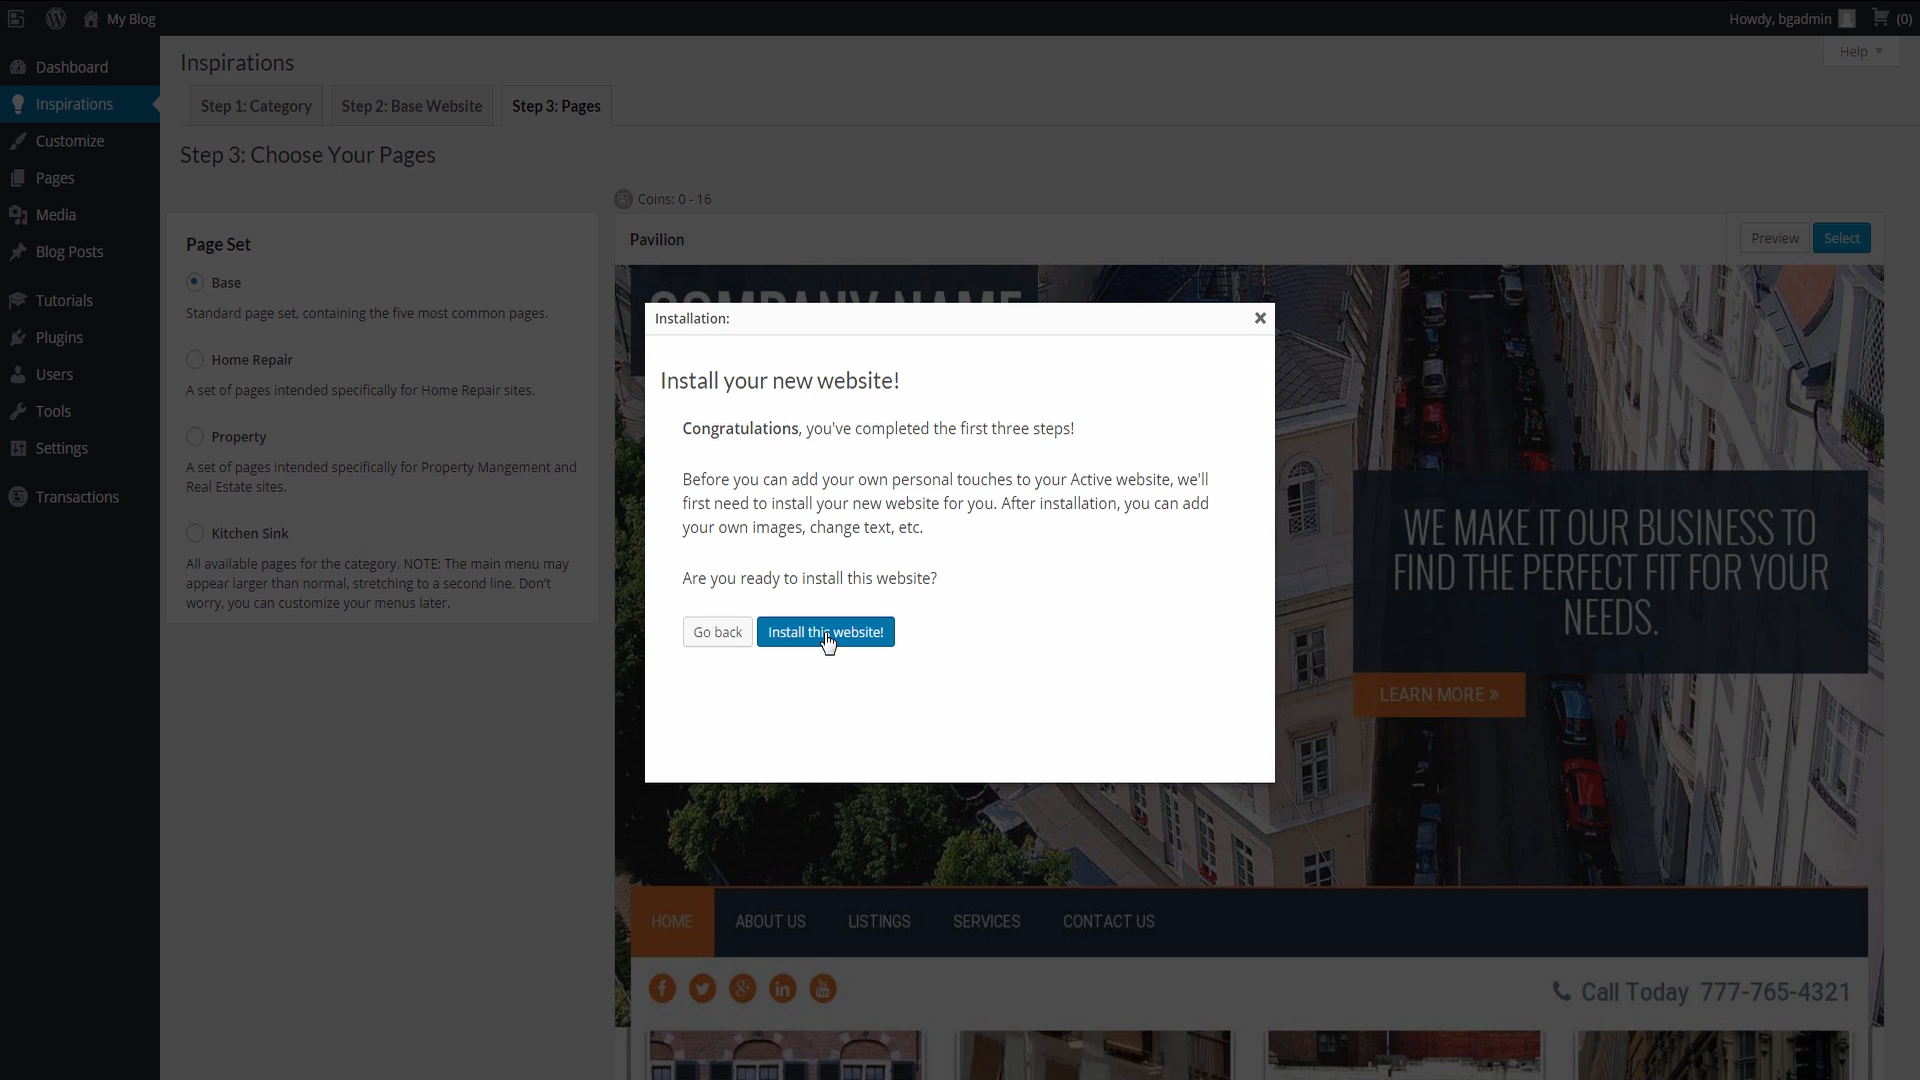 My Blog
Howdy, bgadmin
(0)
Help
Dashboard
Inspirations
Customize
Pages
Media
Blog Posts
Tutorials
Plugins
Users
Tools
Settings
Transactions
Inspirations
Step 1: Category
Step 2: Base Website
Step 3: Pages
Step 3: Choose Your Pages
Page Set
Base
Standard page set, containing the five most common pages.
Home Repair
A set of pages intended specifically for Home Repair sites.
Property
A set of pages intended specifically for Property Mangement and
Real Estate sites.
Kitchen Sink
All available pages for the category. NOTE: The main menu may
appear larger than normal, stretching to a second line. Don't
worry, you can customize your menus later.
Coins: 0 - 16
Pavilion
Preview
Select
COMPANY NAME
Installation:
Install your new website!
Congratulations, you've completed the first three steps!
Before you can add your own personal touches to your Active website, we'll
first need to install your new website for you. After installation, you can add
your own images, change text, etc.
Are you ready to install this website?
Go back
Install this website!
WE MAKE IT OUR BUSINESS TO
FIND THE PERFECT FIT FOR YOUR
NEEDS.
LEARN MORE »
HOME
ABOUT US
LISTINGS
SERVICES
CONTACT US
Call Today 777-765-4321